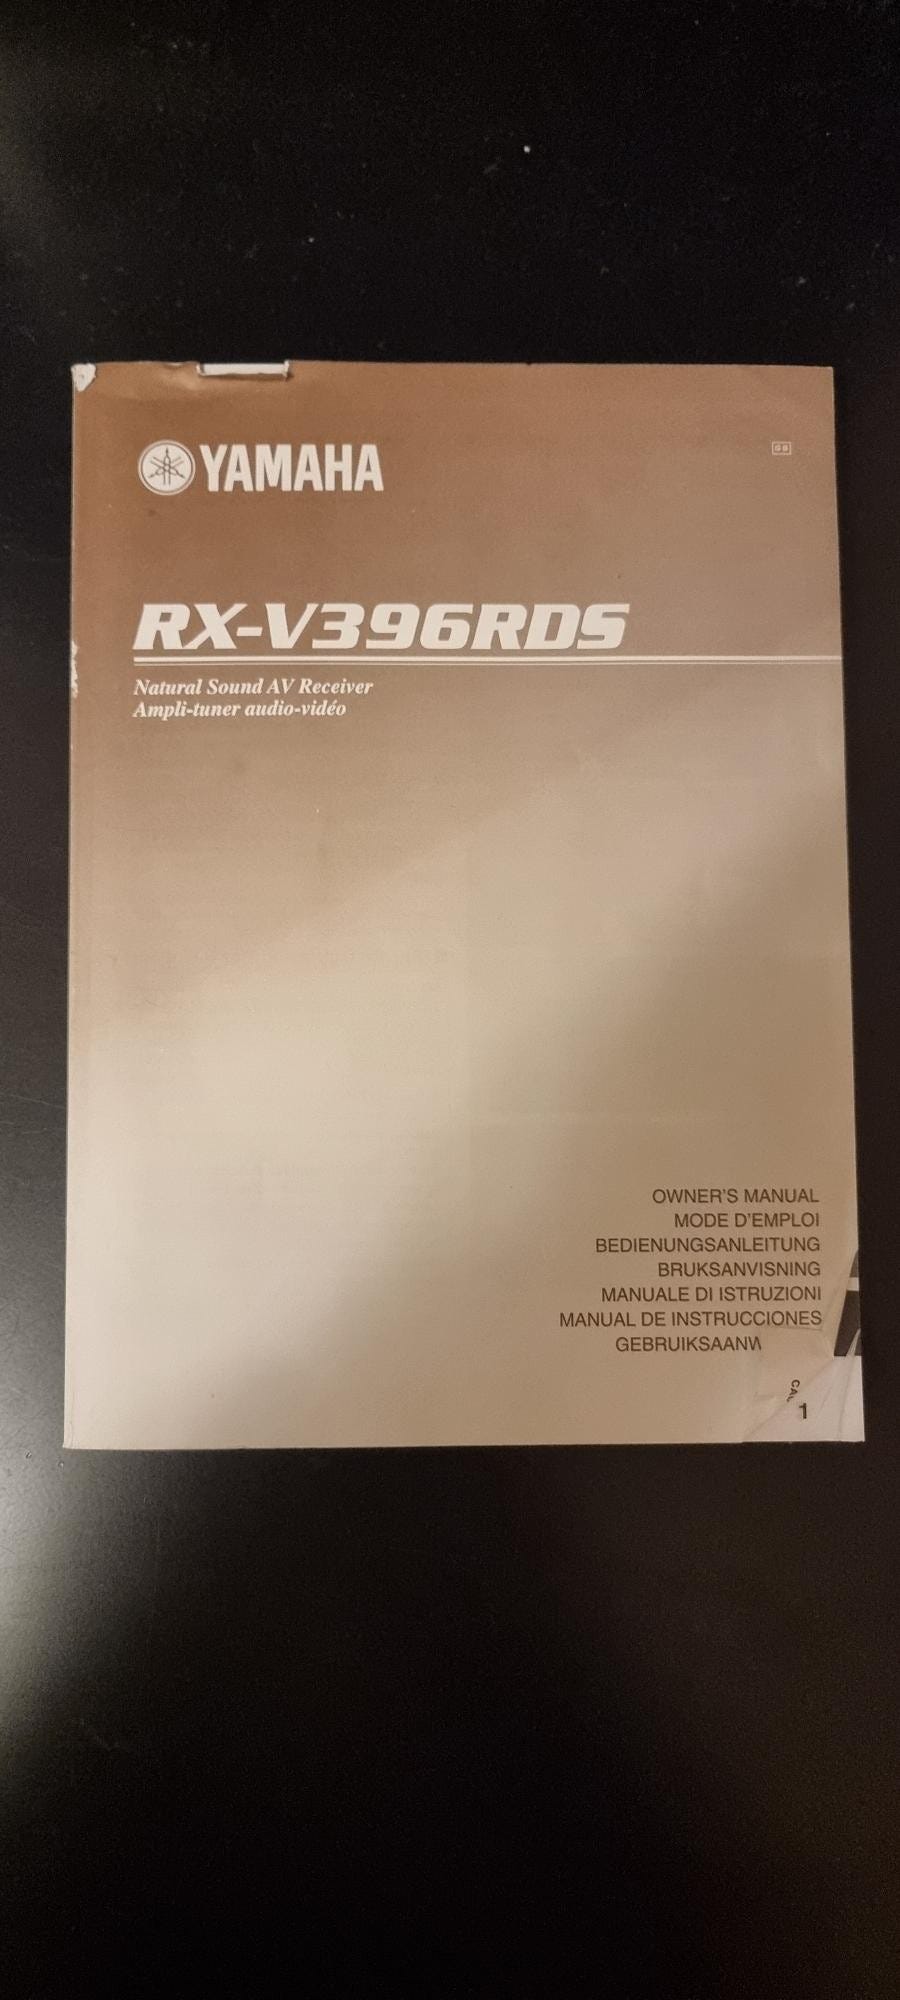 YAMAHA
GB
RX-V396RDS
Natural Sound AV Receiver
Ampli-tuner audio-vidéo
OWNER'S MANUAL
MODE D'EMPLOI
BEDIENUNGSANLEITUNG
BRUKSANVISNING
MANUALE DI ISTRUZIONI
MANUAL DE INSTRUCCIONES
1